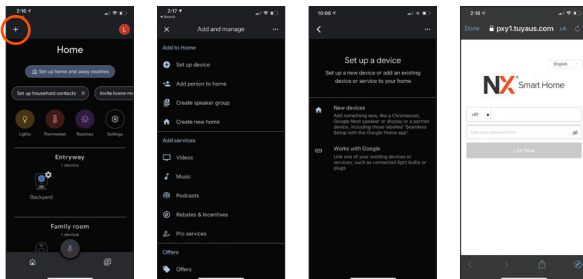 2:16
L
Home
Set up home and away routines
Set up household contacts X
Invite home me
Lights
Thermostat
Routines
Settings
Entryway
1 device
Backyard
Family room
1 device
2:17
Search
Add and manage
Add to Home
Set up device
Add person to home
Create speaker group
Create new home
Add services
Videos
Music
Podcasts
Rebates & Incentives
Pro services
Offers
Offers
10:06
Set up a device
Set up a new device or add an existing
device or service to your home
New devices
Add something new, like a Chromecast,
Google Nest speaker or display or a partner
device, including those labelled 'Seamless
Setup with the Google Home app'.
Works with Google
Link one of your existing devices or
services, such as connected light bulbs or
plugs.
2:18
Done
pxy1.tuyaus.com
AA
English
NX Smart Home
+61
Link Now